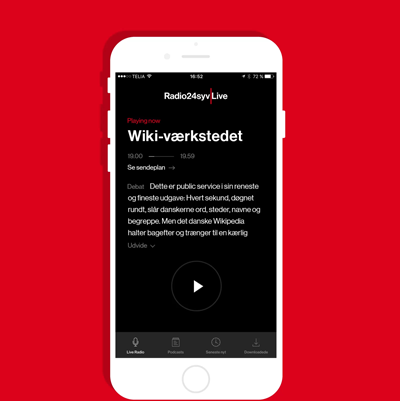 TELIA 16:52 72 %
Radio24syv Live
Playing now
Wiki-værkstedet
19.00 19.59
Se sendeplan
Debat Dette er public service i sin reneste
og fineste udgave: Hvert sekund, døgnet
rundt, slår danskerne ord, steder, navne og
begreppe. Men det danske Wikipedia
halter bagefter og trænger til en kærlig
Udvide
Live Radio Podcasts Seneste nyt Downloads